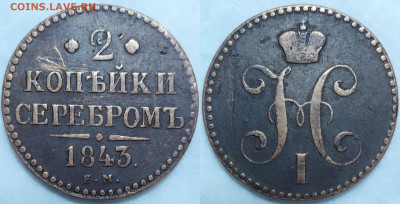 COINS.LAVE.RU
2
КОПѢЙКИ
СЕРЕБРОМЪ
1843.
Е.М.
Н
I